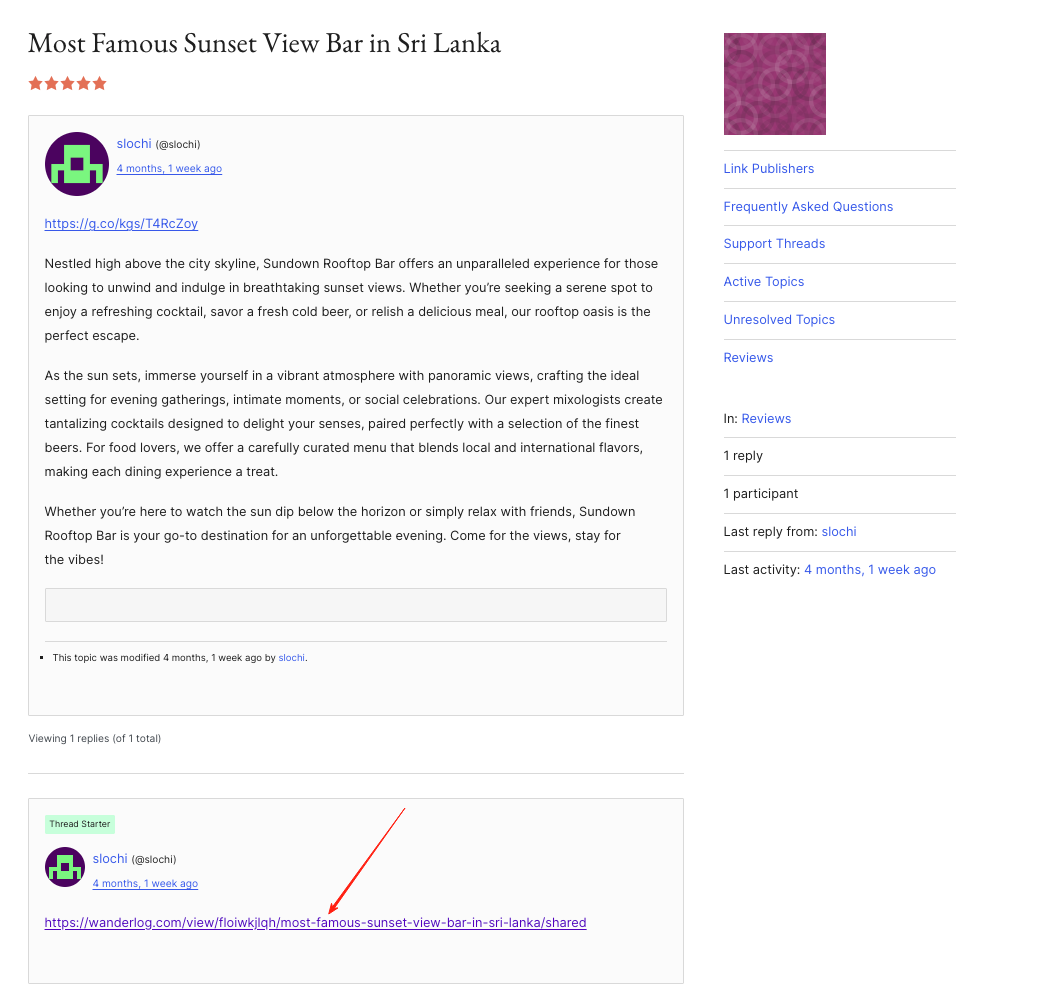 Most Famous Sunset View Bar in Sri Lanka
slochi (@slochi)
4 months, 1 week ago
https://g.co/kgs/T4RcZoy
Nestled high above the city skyline, Sundown Rooftop Bar offers an unparalleled experience for those
looking to unwind and indulge in breathtaking sunset views. Whether you’re seeking a serene spot to
enjoy a refreshing cocktail, savor a fresh cold beer, or relish a delicious meal, our rooftop oasis is the
perfect escape.
As the sun sets, immerse yourself in a vibrant atmosphere with panoramic views, crafting the ideal
setting for evening gatherings, intimate moments, or social celebrations. Our expert mixologists create
tantalizing cocktails designed to delight your senses, paired perfectly with a selection of the finest
beers. For food lovers, we offer a carefully curated menu that blends local and international flavors,
making each dining experience a treat.
Whether you’re here to watch the sun dip below the horizon or simply relax with friends, Sundown
Rooftop Bar is your go-to destination for an unforgettable evening. Come for the views, stay for
the vibes!
This topic was modified 4 months, 1 week ago by slochi.
Viewing 1 replies (of 1 total)
Thread Starter
slochi (@slochi)
4 months, 1 week ago
https://wanderlog.com/view/floiwkjlqh/most-famous-sunset-view-bar-in-sri-lanka/shared
Link Publishers
Frequently Asked Questions
Support Threads
Active Topics
Unresolved Topics
Reviews
In: Reviews
1 reply
1 participant
Last reply from: slochi
Last activity: 4 months, 1 week ago